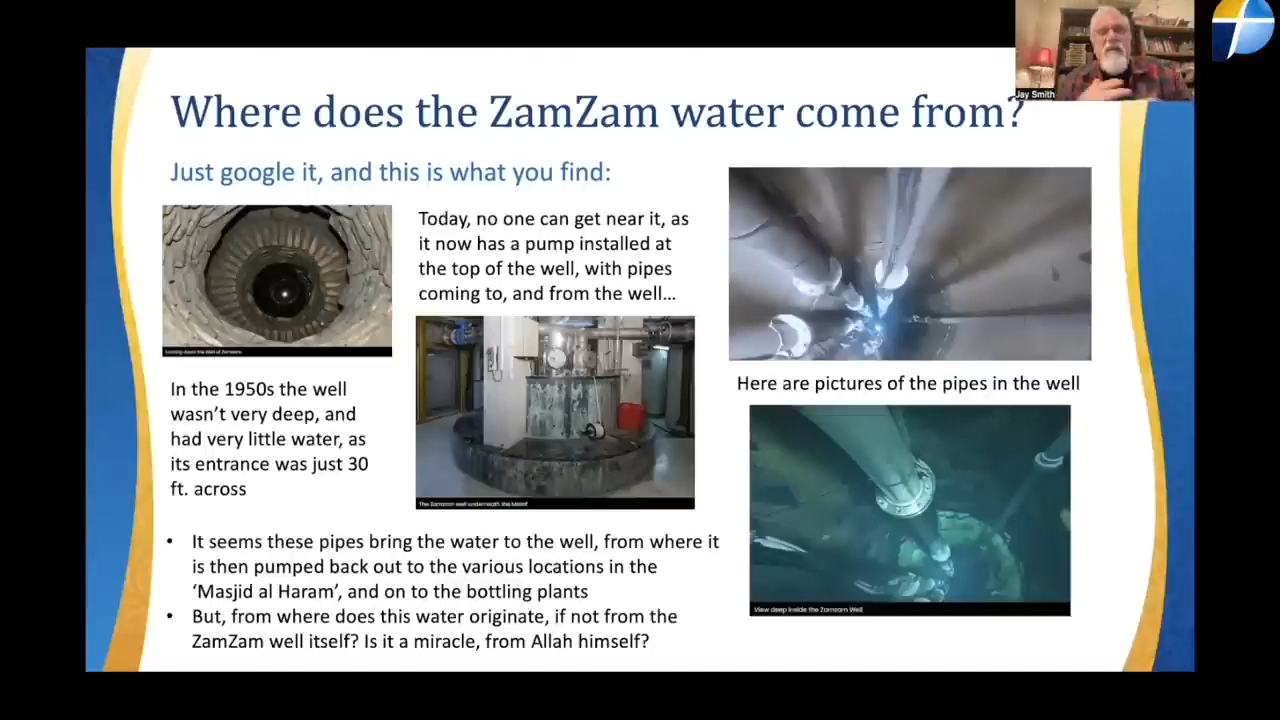 Where does the ZamZam water come from?
Jay Smith
Just google it, and this is what you find:
Looking down the Well of Zamzam
In the 1950s the well
wasn't very deep, and
had very little water, as
its entrance was just 30
ft. across
Today, no one can get near it, as
it now has a pump installed at
the top of the well, with pipes
coming to, and from the well...
The Zamzam well underneath the Mataf
Here are pictures of the pipes in the well
View deep inside the Zamzam Well
• It seems these pipes bring the water to the well, from where it
is then pumped back out to the various locations in the
‘Masjid al Haram’, and on to the bottling plants
• But, from where does this water originate, if not from the
ZamZam well itself? Is it a miracle, from Allah himself?